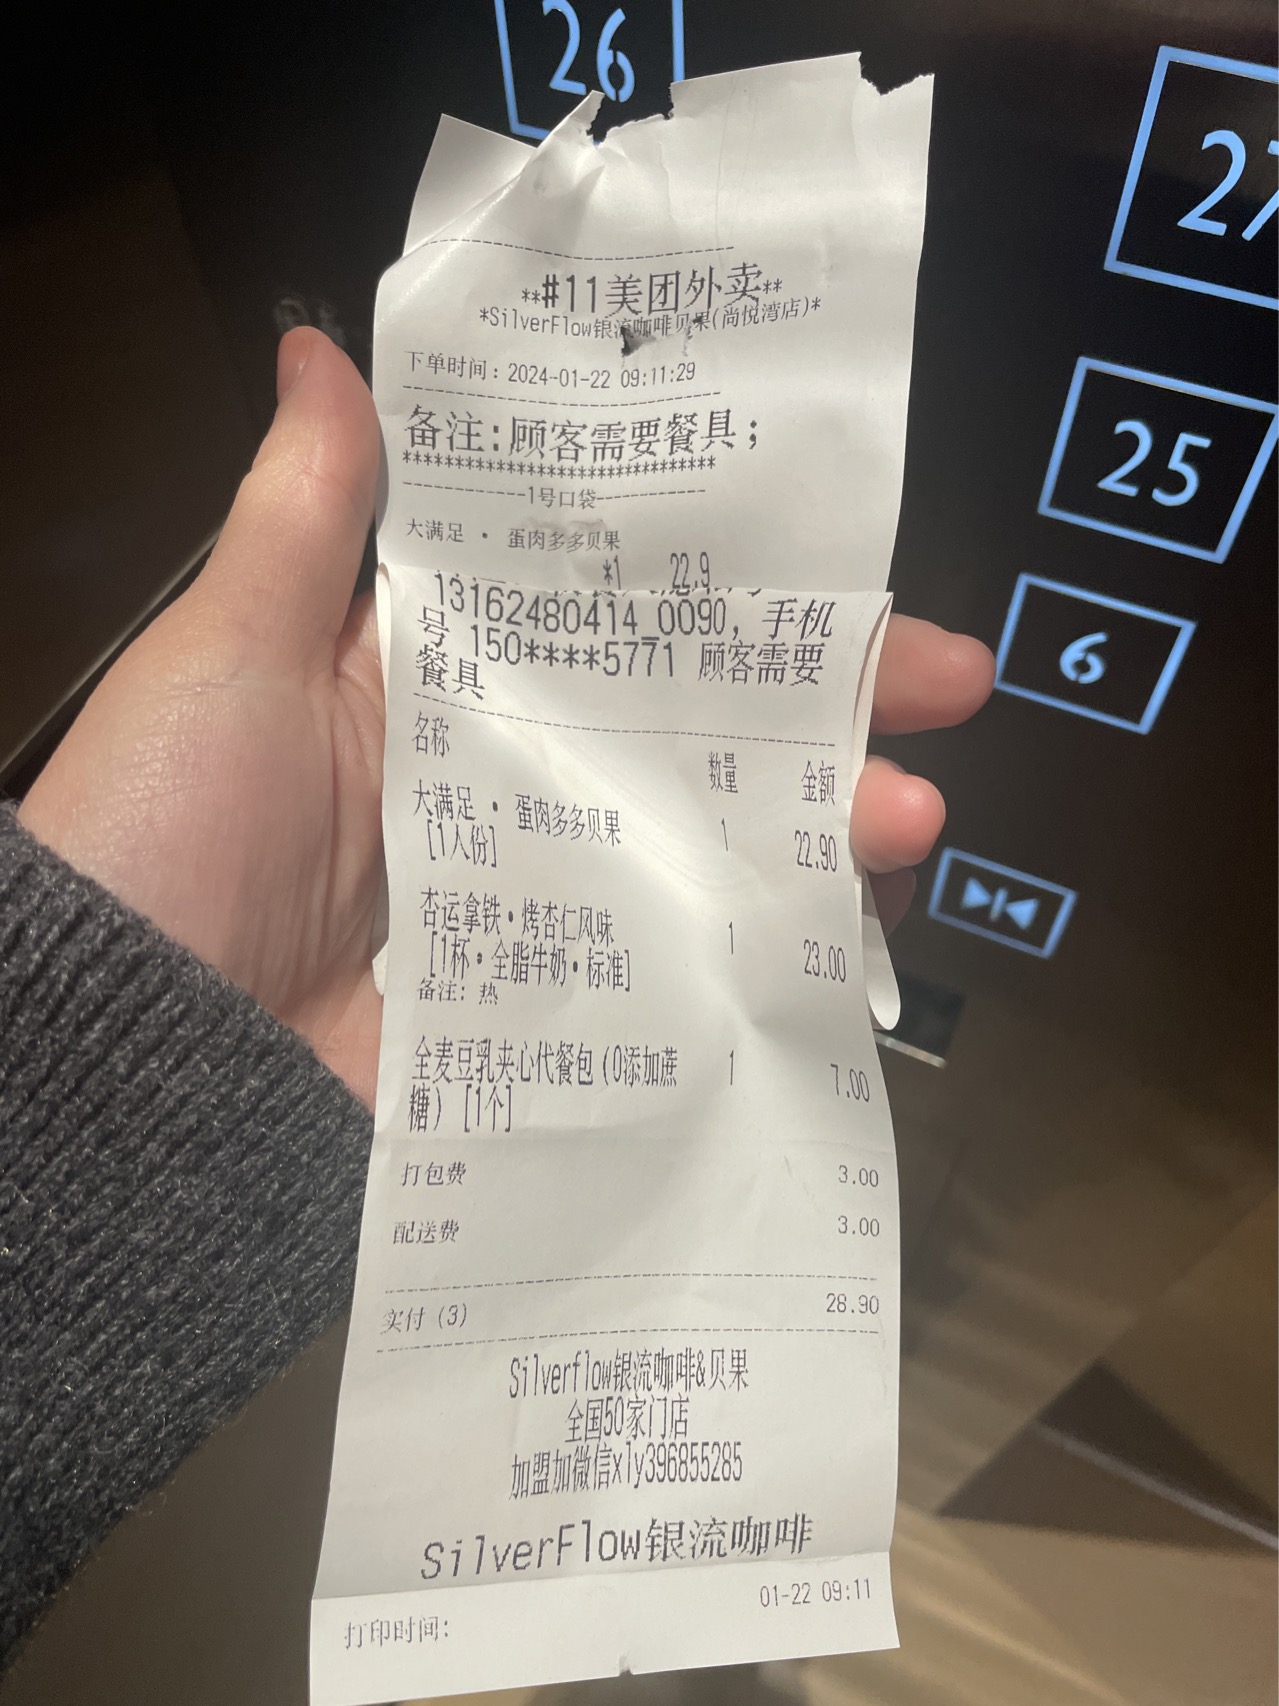 26
27
25
6
**#11美团外卖**
*SilverFlow银流咖啡贝果(尚悦湾店)*
下单时间：2024-01-22 09:11:29
备注:顾客需要餐具；
******************************
------------1号口袋-----------
大满足 · 蛋肉多多贝果
*1 22.9
13162480414_0090, 手机
号 150****5771 顾客需要
餐具
名称 数量 金额
大满足 · 蛋肉多多贝果 1 22.90
[1人份]
杏运拿铁·烤杏仁风味 1 23.00
[1杯·全脂牛奶·标准]
备注: 热
全麦豆乳夹心代餐包（0添加蔗 1 7.00
糖）[1个]
打包费 3.00
配送费 3.00
实付 (3) 28.90
Silverflow银流咖啡&贝果
全国50家门店
加盟加微信xly396855285
SilverFlow银流咖啡
打印时间: 01-22 09:11